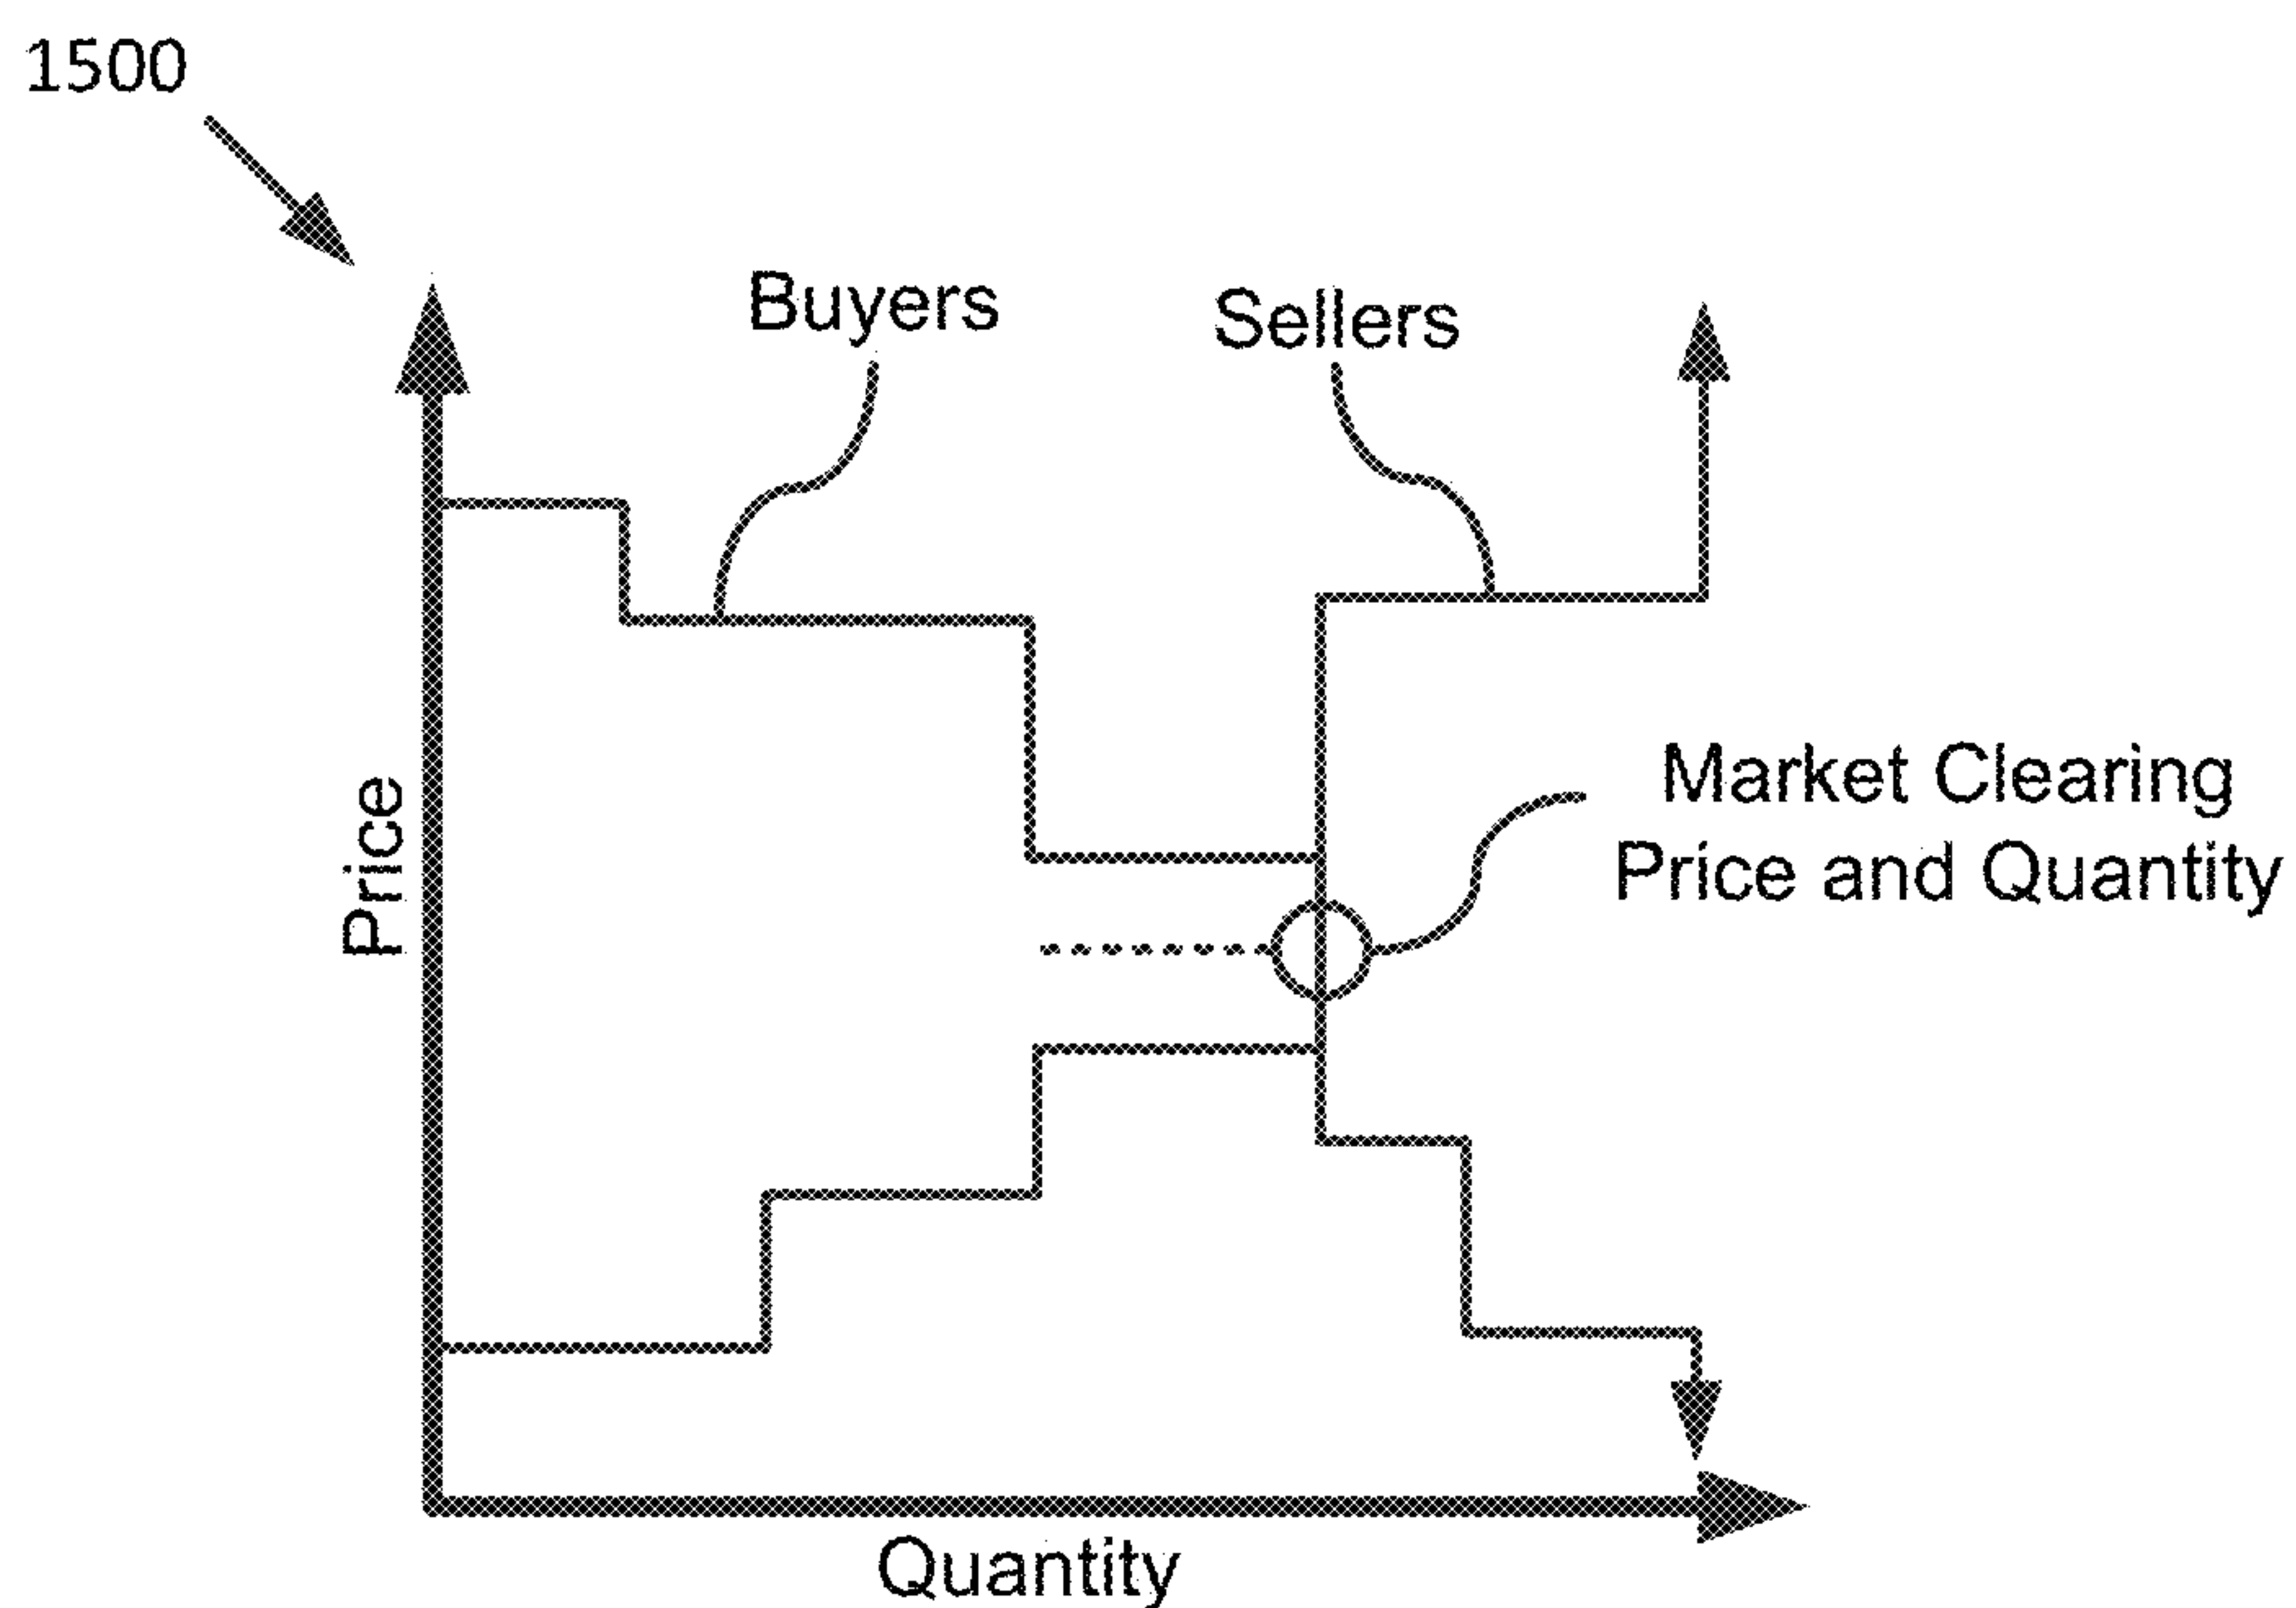 1500
Buyers
Sellers
Price
Market Clearing
Price and Quantity
Quantity